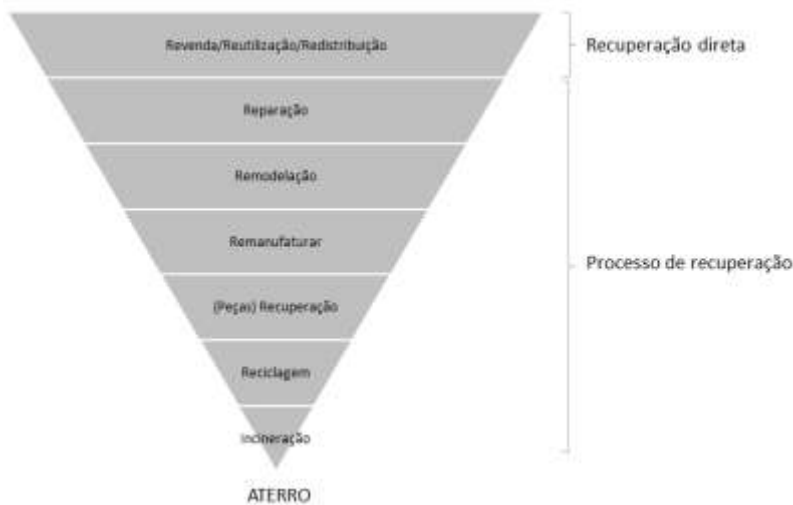 Revenda/Reutilização/Redistribuição
Recuperação direta
Reparação
Remodelação
Remanufaturar
Processo de recuperação
(Peças) Recuperação
Reciclagem
Incineração
ATERRO